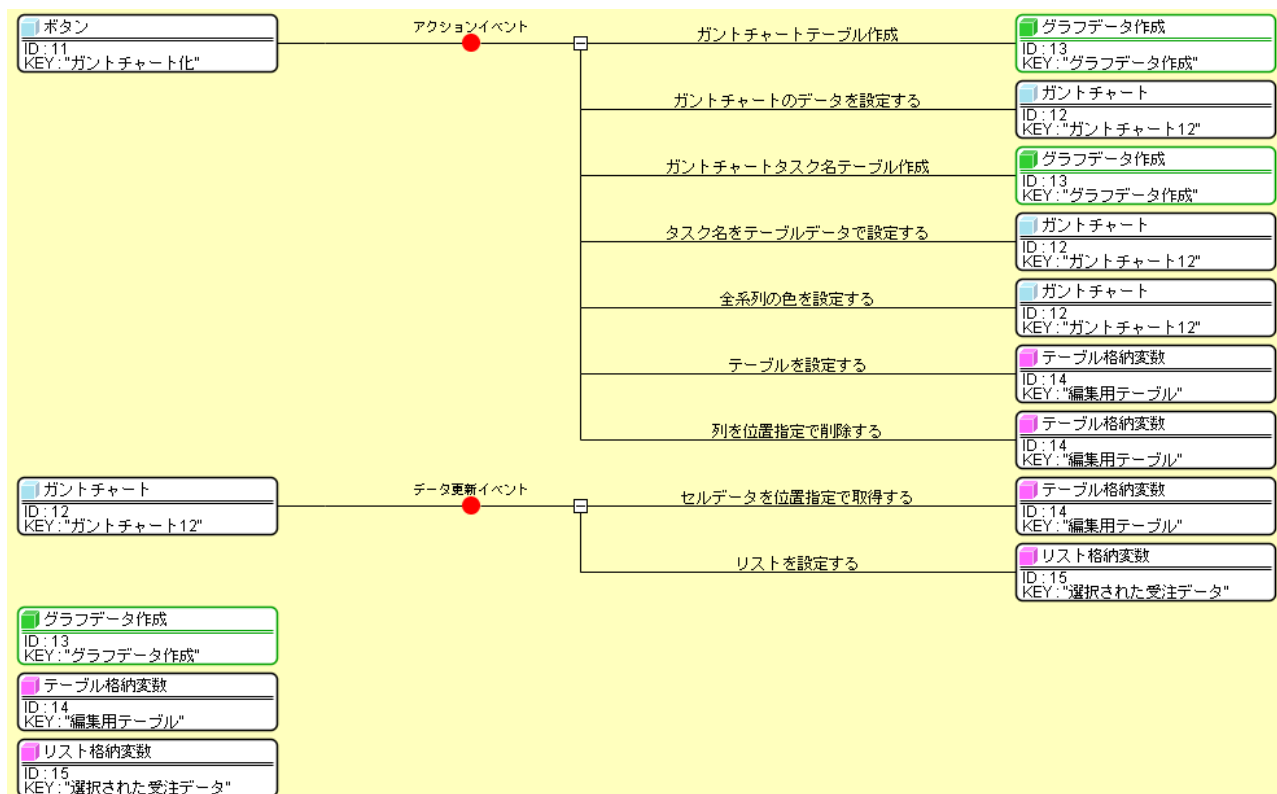 ボタン
ID : 11
KEY : "ガントチャート化"
アクションイベント
ガントチャートテーブル作成
グラフデータ作成
ID : 13
KEY : "グラフデータ作成"
ガントチャートのデータを設定する
ガントチャート
ID : 12
KEY : "ガントチャート12"
ガントチャートタスク名テーブル作成
グラフデータ作成
ID : 13
KEY : "グラフデータ作成"
タスク名をテーブルデータで設定する
ガントチャート
ID : 12
KEY : "ガントチャート12"
全系列の色を設定する
ガントチャート
ID : 12
KEY : "ガントチャート12"
テーブルを設定する
テーブル格納変数
ID : 14
KEY : "編集用テーブル"
列を位置指定で削除する
テーブル格納変数
ID : 14
KEY : "編集用テーブル"
ガントチャート
ID : 12
KEY : "ガントチャート12"
データ更新イベント
セルデータを位置指定で取得する
テーブル格納変数
ID : 14
KEY : "編集用テーブル"
リストを設定する
リスト格納変数
ID : 15
KEY : "選択された受注データ"
グラフデータ作成
ID : 13
KEY : "グラフデータ作成"
テーブル格納変数
ID : 14
KEY : "編集用テーブル"
リスト格納変数
ID : 15
KEY : "選択された受注データ"